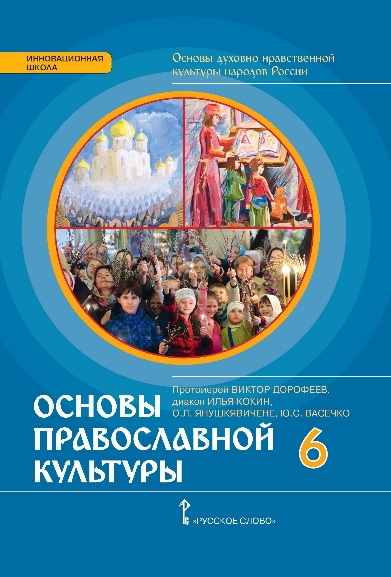 ИННОВАЦИОННАЯ
ШКОЛА
Основы духовно нравственной
культуры народов России
Протоиерей ВИКТОР ДОРОФЕЕВ,
диакон ИЛЬЯ КОКИН,
О.Л. ЯНУШКЯВИЧЕНЕ, Ю.С. ВАСЕЧКО
ОСНОВЫ
ПРАВОСЛАВНОЙ
КУЛЬТУРЫ
6
«РУССКОЕ СЛОВО»